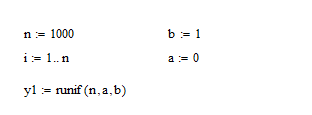 n := 1000 b := 1
i := 1.. n a := 0
y1 := runif(n,a,b)